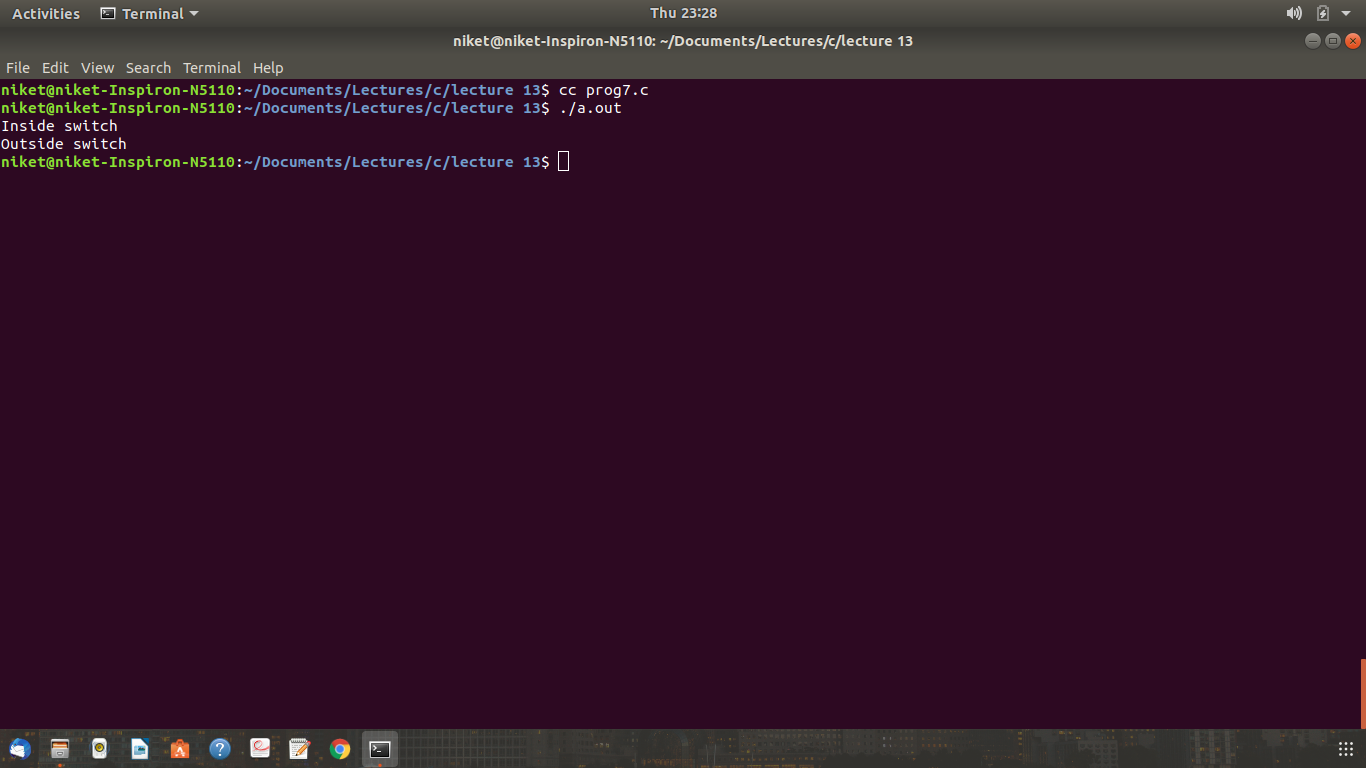 Activities Terminal Thu 23:28
niket@niket-Inspiron-N5110: ~/Documents/Lectures/c/lecture 13
File Edit View Search Terminal Help
niket@niket-Inspiron-N5110:~/Documents/Lectures/c/lecture 13$ cc prog7.c
niket@niket-Inspiron-N5110:~/Documents/Lectures/c/lecture 13$ ./a.out
Inside switch
Outside switch
niket@niket-Inspiron-N5110:~/Documents/Lectures/c/lecture 13$